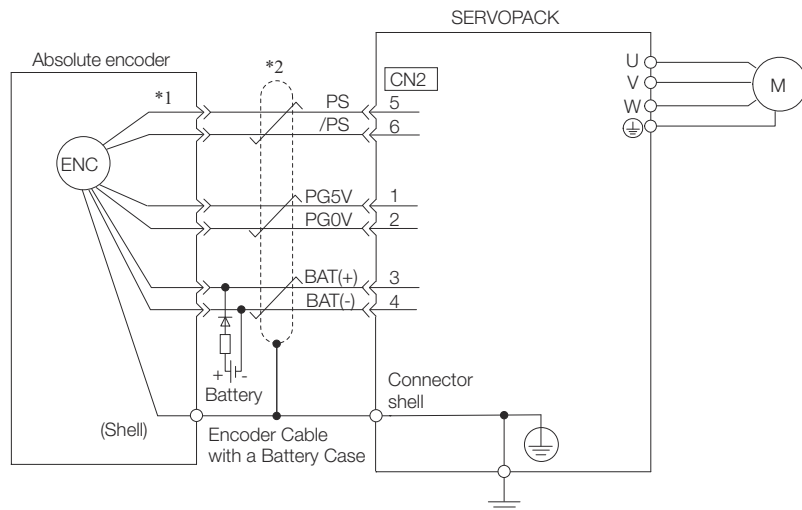 SERVOPACK
Absolute encoder
*2
CN2
U
V
W
M
*1
PS
5
/PS
6
ENC
PG5V
1
PG0V
2
BAT(+)
3
BAT(-)
4
+
-
Battery
Connector
shell
(Shell)
Encoder Cable
with a Battery Case